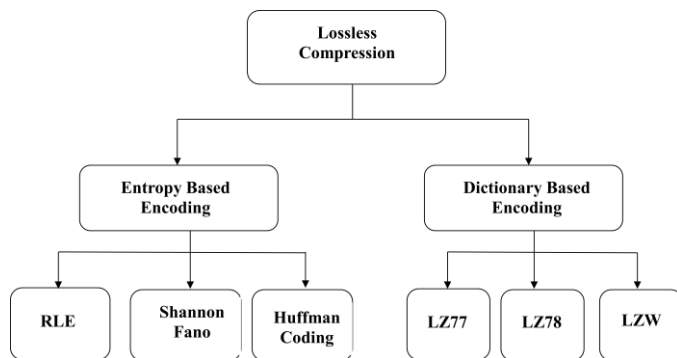 Lossless
Compression
Entropy Based
Encoding
Dictionary Based
Encoding
RLE
Shannon
Fano
Huffman
Coding
LZ77
LZ78
LZW